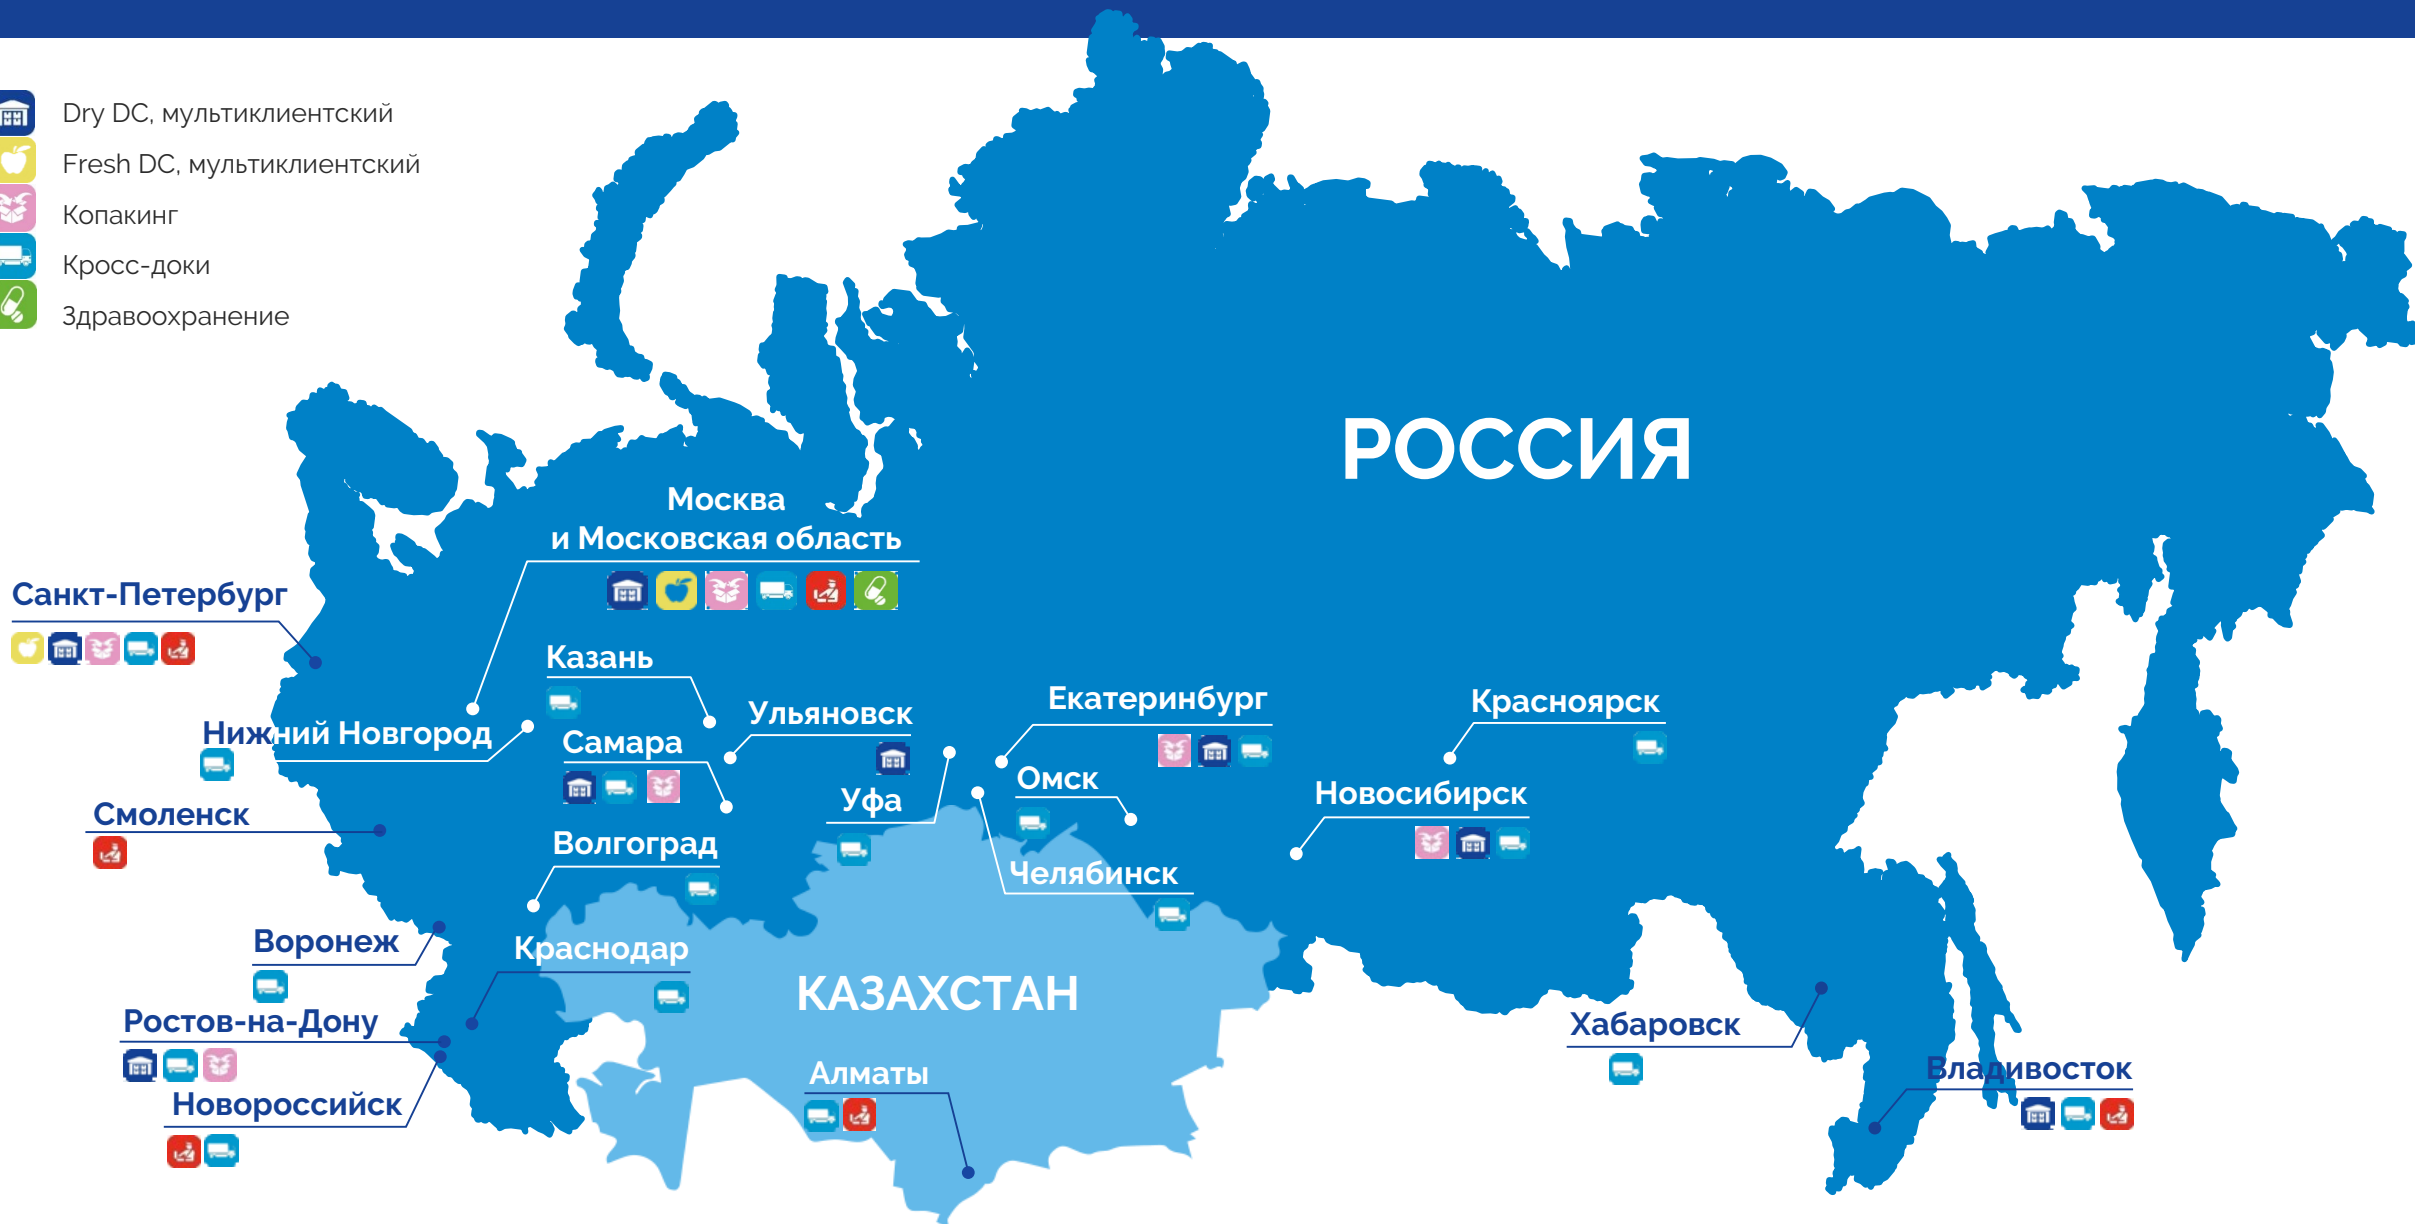 Dry DC, мультиклиентский
Fresh DC, мультиклиентский
Копакинг
Кросс-доки
Здравоохранение
РОССИЯ
Москва
и Московская область
Санкт-Петербург
Казань
Нижний Новгород
Ульяновск
Екатеринбург
Красноярск
Самара
Омск
Уфа
Новосибирск
Смоленск
Волгоград
Челябинск
Воронеж
Краснодар
КАЗАХСТАН
Ростов-на-Дону
Хабаровск
Алматы
Владивосток
Новороссийск